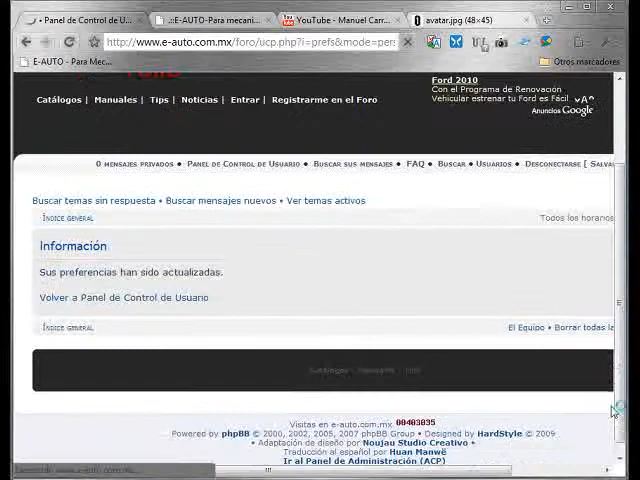 Panel de Control de U...
.::E-AUTO-Para mecani...
YouTube - Manuel Carr...
avatar.jpg (48×45)
http://www.e-auto.com.mx/foro/ucp.php?i=prefs&mode=pers
E-AUTO - Para Mec...
Otros marcadores
Ford 2010
Con el Programa de Renovación
Vehicular estrenar tu Ford es Fácil
Anuncios Google
Catálogos | Manuales | Tips | Noticias | Entrar | Registrarme en el Foro
0 mensajes privados • Panel de Control de Usuario • Buscar sus mensajes • FAQ • Buscar • Usuarios • Desconectarse [ Salva
Buscar temas sin respuesta • Buscar mensajes nuevos • Ver temas activos
Índice general
Todos los horarios
Información
Sus preferencias han sido actualizadas.
Volver a Panel de Control de Usuario
Índice general
El Equipo • Borrar todas la
Visitas en e-auto.com.mx 00403035
Powered by phpBB © 2000, 2002, 2005, 2007 phpBB Group • Designed by HardStyle © 2009
• Adaptación de diseño por Noujau Studio Creativo •
Traducción al español por Huan Manwë
Ir al Panel de Administración (ACP)